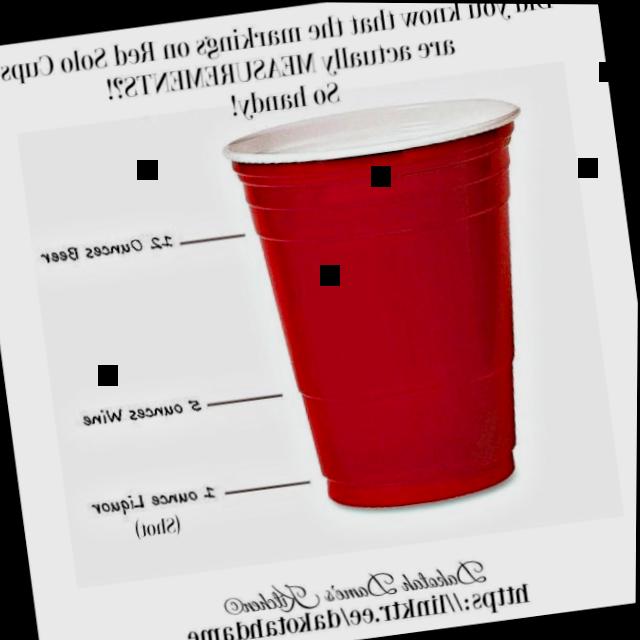 Did you know that the markings on Red Solo Cups
are actually MEASUREMENTS?!
So handy!
12 Ounces Beer
5 ounces Wine
1 ounce Liquor
(Shot)
Dakotah Dame's Kitchen©
https://linktr.ee/dakotahdame